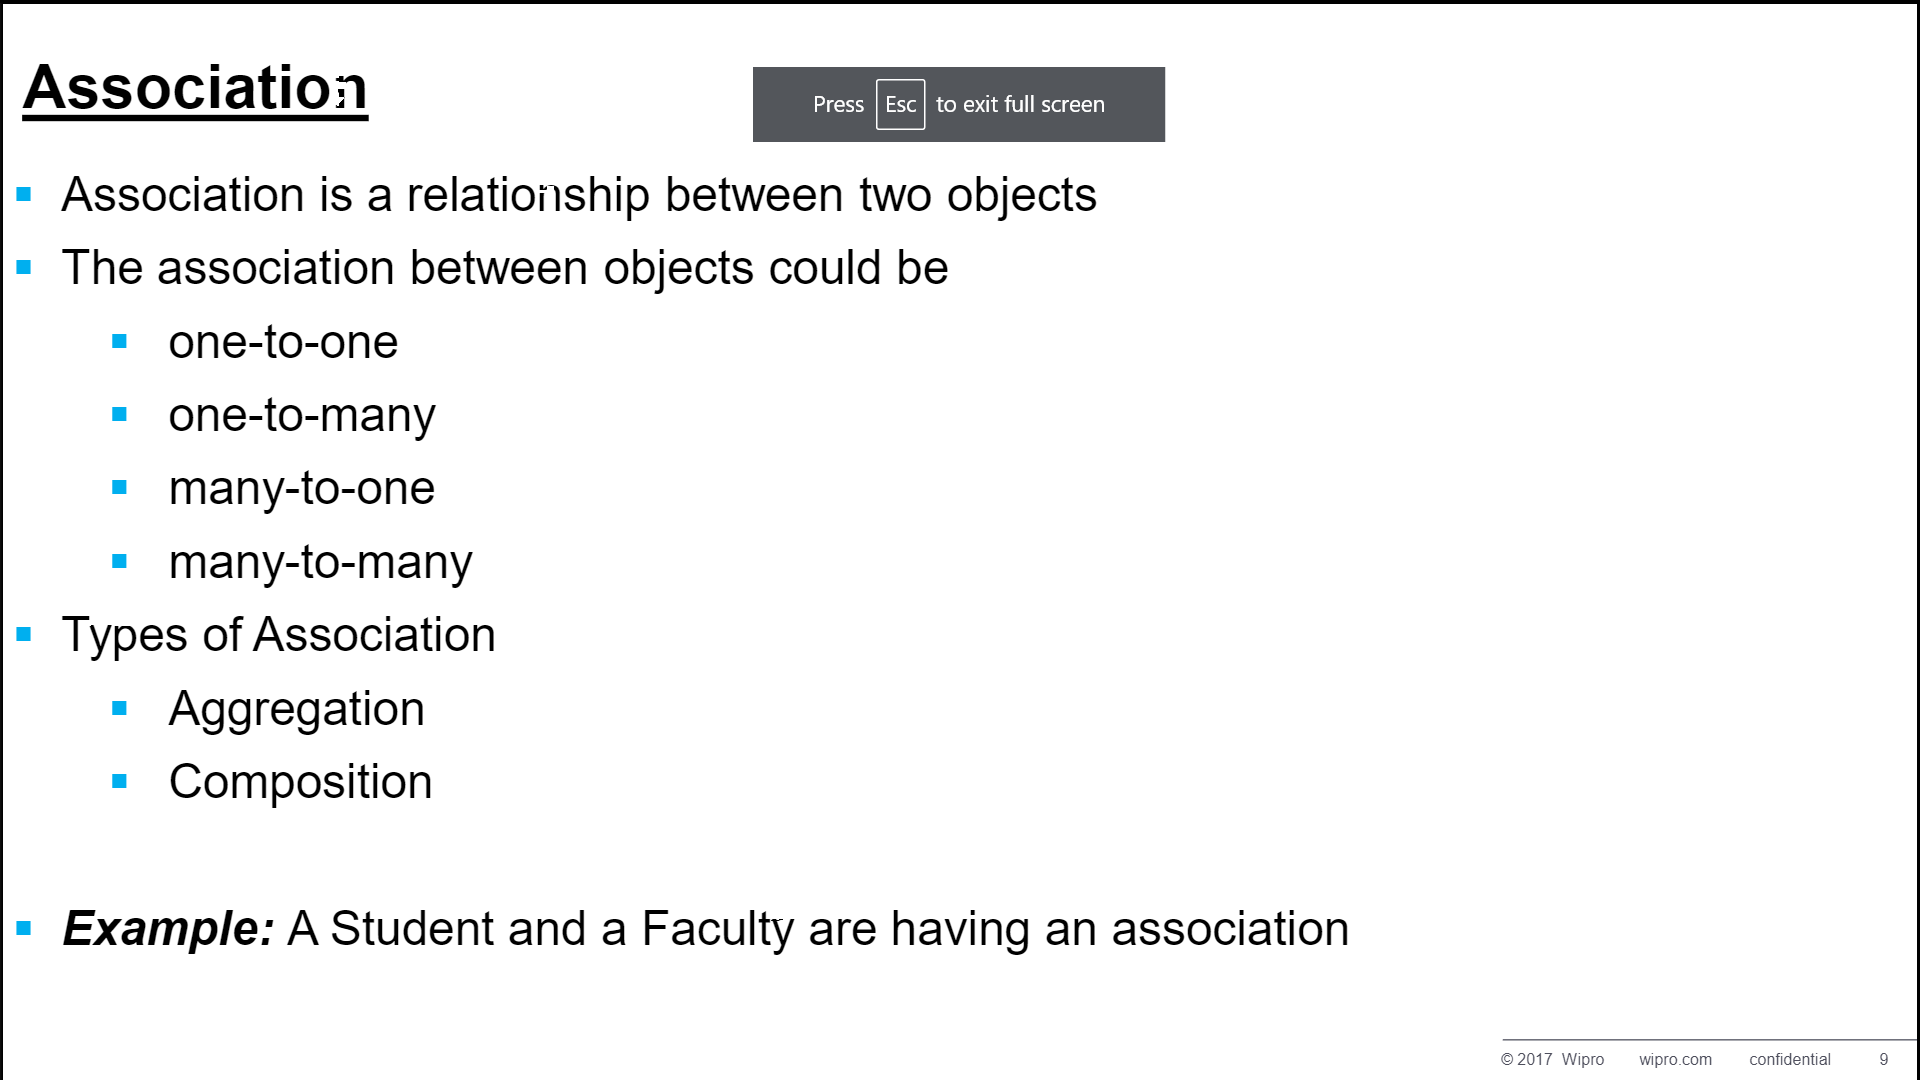 Association
Press Esc to exit full screen
Association is a relationship between two objects
The association between objects could be
one-to-one
one-to-many
many-to-one
many-to-many
Types of Association
Aggregation
Composition
Example: A Student and a Faculty are having an association
© 2017 Wipro wipro.com confidential 9